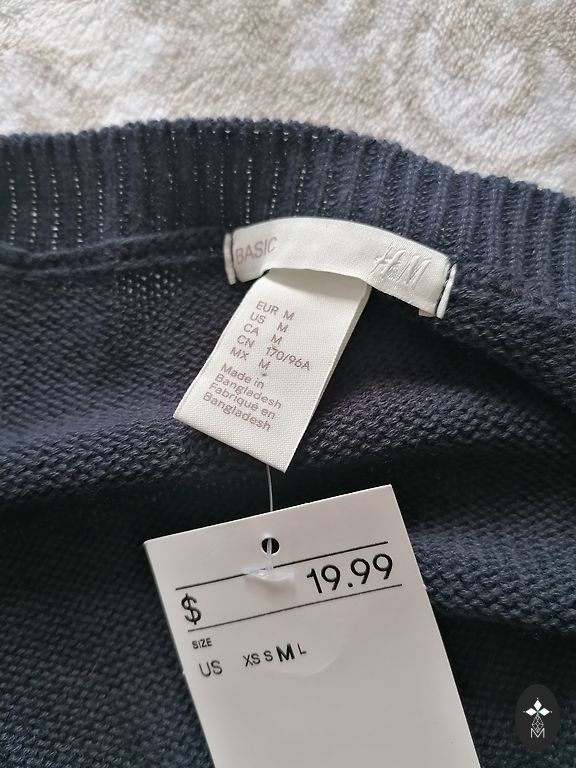 BASIC H&M
EUR M
US M
CA M
CN 170/96A
MX M
Made in
Bangladesh
Fabriqué en
Bangladesh
$ 19.99
SIZE
US XS S M L
M